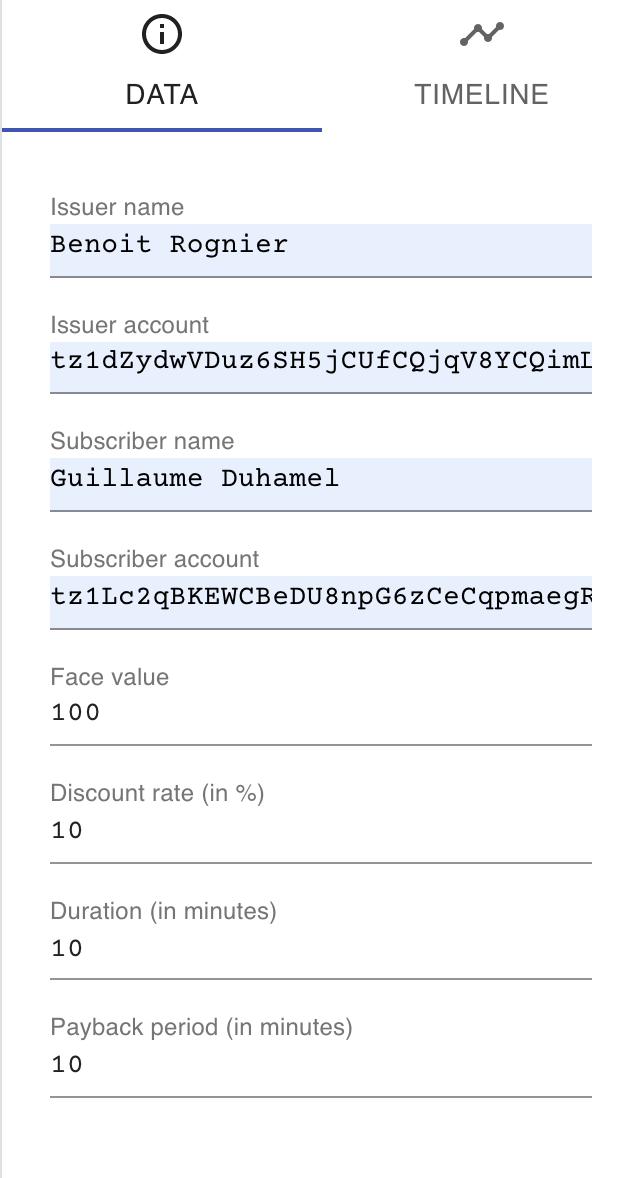 DATA
TIMELINE
Issuer name
Benoit Rognier
Issuer account
tz1dZydwVDuz6SH5jCUfCQjqV8YCQimL
Subscriber name
Guillaume Duhamel
Subscriber account
tz1Lc2qBKEWCBeDU8npG6zCeCqpmaegR
Face value
100
Discount rate (in %)
10
Duration (in minutes)
10
Payback period (in minutes)
10